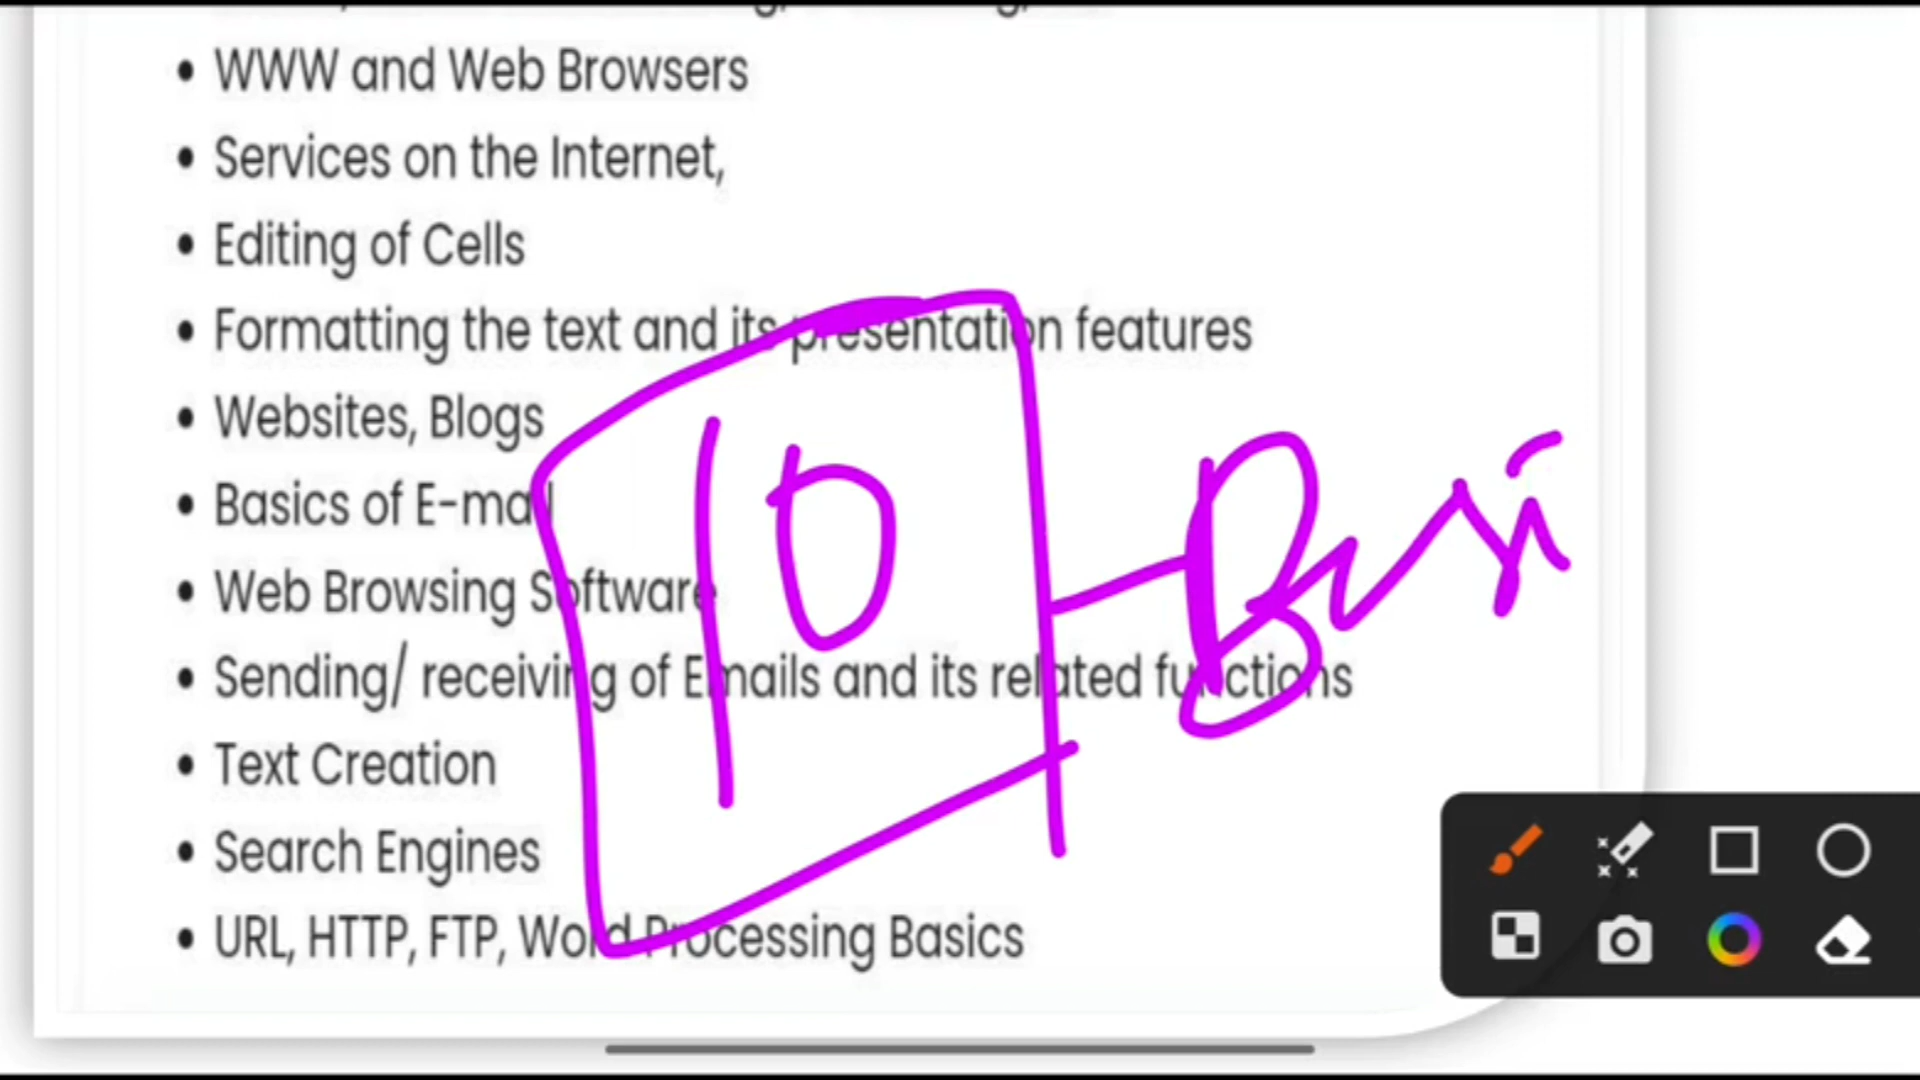 • WWW and Web Browsers
• Services on the Internet,
• Editing of Cells
• Formatting the text and its presentation features
• Websites, Blogs
• Basics of E-mail
• Web Browsing Software
• Sending/ receiving of Emails and its related functions
• Text Creation
• Search Engines
• URL, HTTP, FTP, Word Processing Basics
10